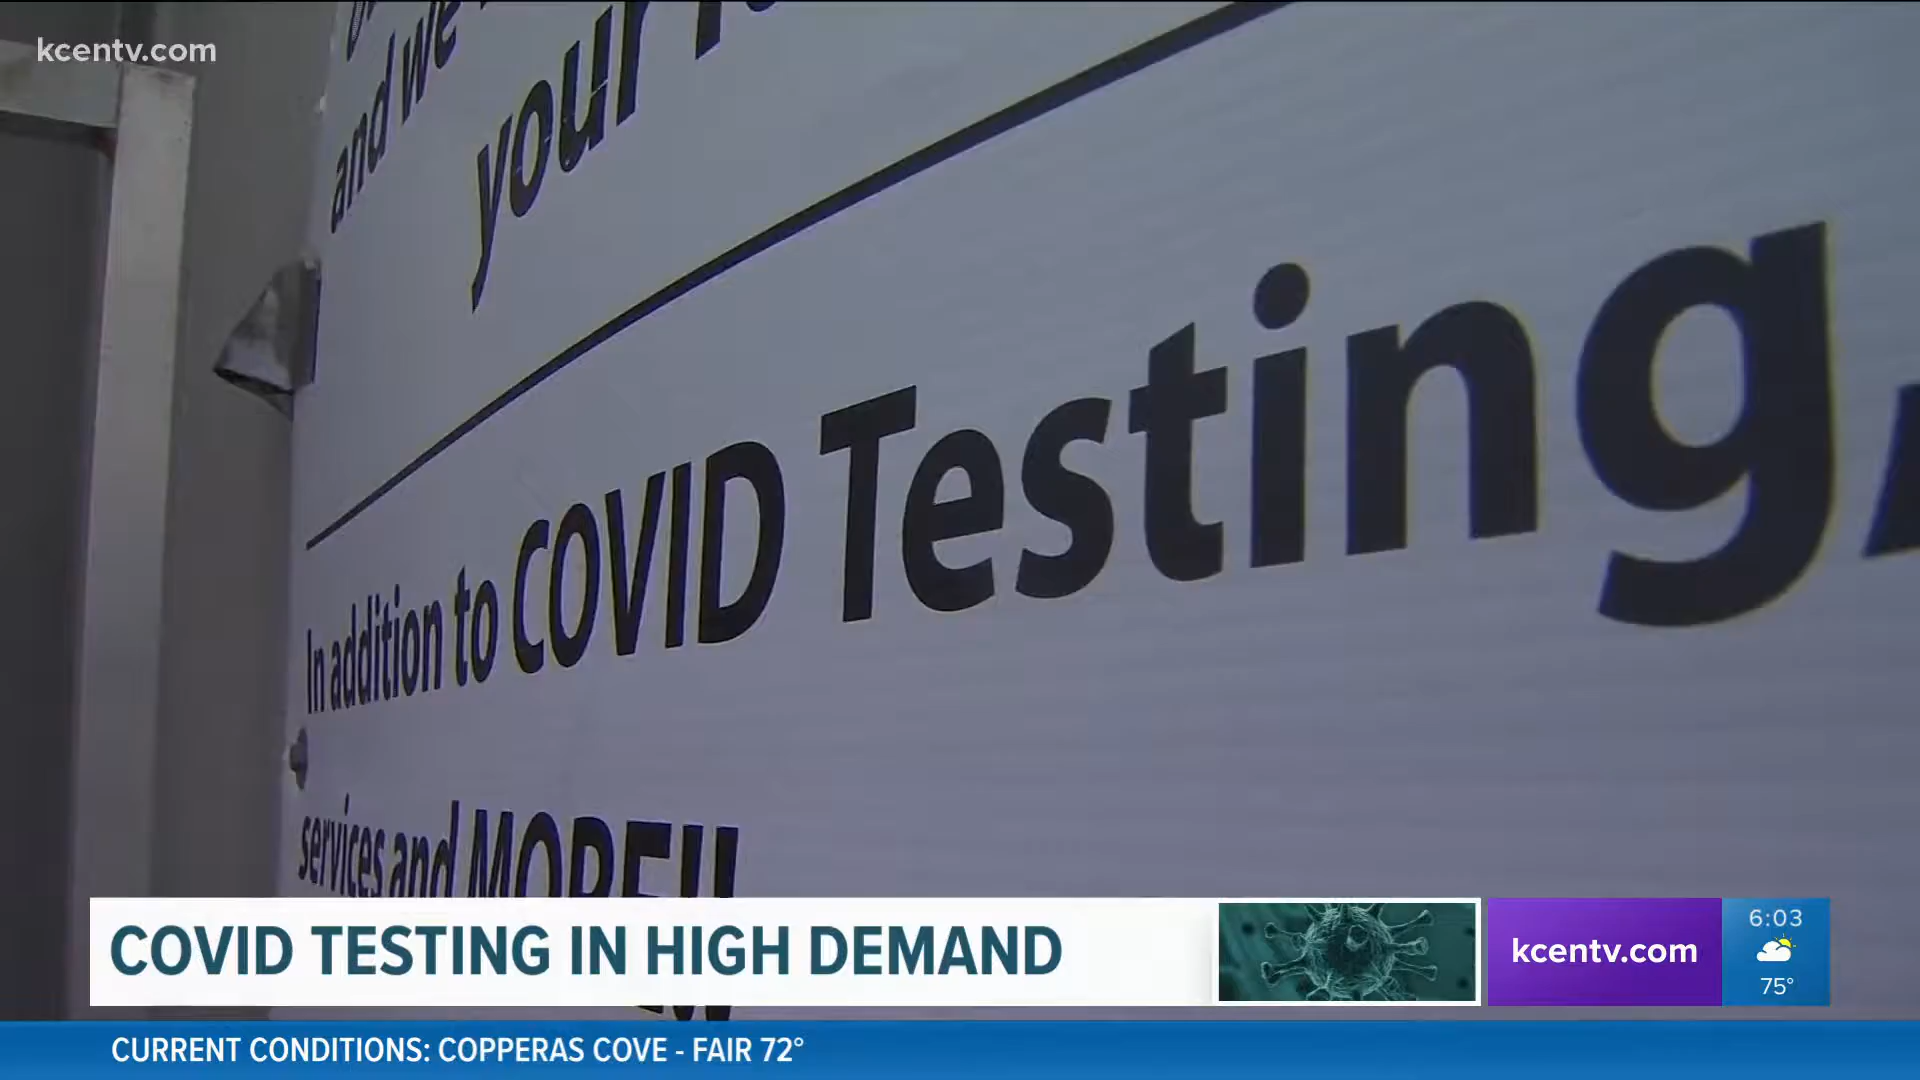 kcentv.com
and we
your
In addition to COVID Testing,
services and MORE!!
COVID TESTING IN HIGH DEMAND
kcentv.com
6:03
75°
CURRENT CONDITIONS: COPPERAS COVE - FAIR 72°